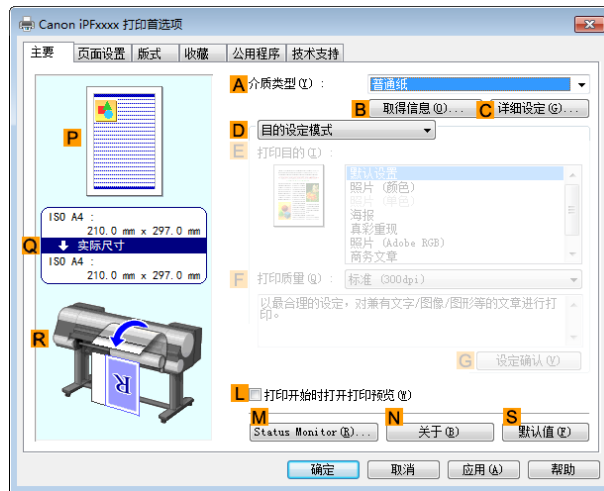 Canon iPFxxxx 打印首选项
主要 页面设置 版式 收藏 公用程序 技术支持
A 介质类型(Y) : 普通纸
B 取得信息(O)... C 详细设定(G)...
D 目的设定模式
E 打印目的(I) :
默认设置
照片 (颜色)
照片 (单色)
海报
真彩重现
照片 (Adobe RGB)
商务文章
F 打印质量(Q) : 标准 (300dpi)
以最合理的设定，对兼有文字/图像/图形等的文章进行打
印。
G 设定确认(V)
P
ISO A4 :
210.0 mm x 297.0 mm
Q 实际尺寸
ISO A4 :
210.0 mm x 297.0 mm
R
R
L 打印开始时打开打印预览(W)
M N S
Status Monitor(R)... 关于(B) 默认值(F)
确定 取消 应用(A) 帮助